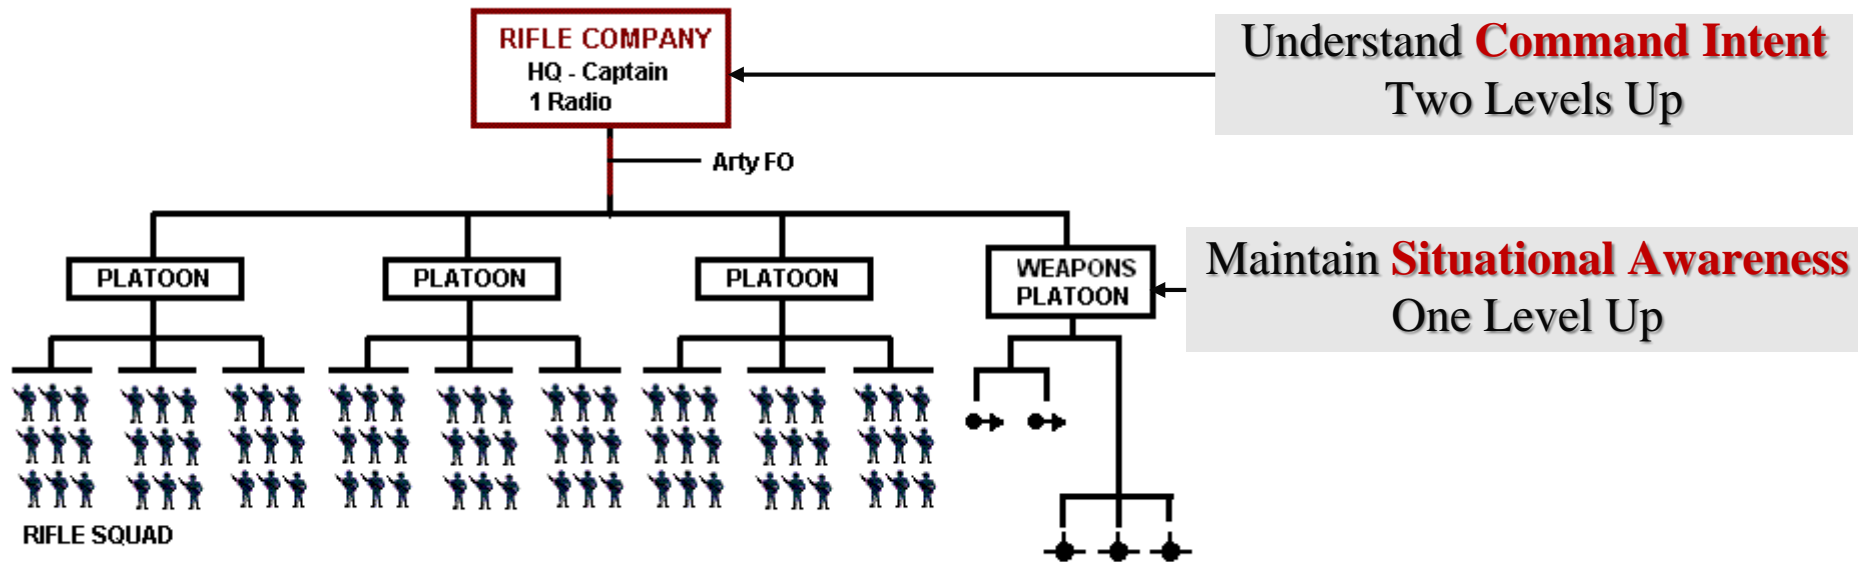 RIFLE COMPANY
HQ - Captain
1 Radio
Understand Command Intent
Two Levels Up
Arty FO
PLATOON
PLATOON
PLATOON
WEAPONS
PLATOON
Maintain Situational Awareness
One Level Up
RIFLE SQUAD